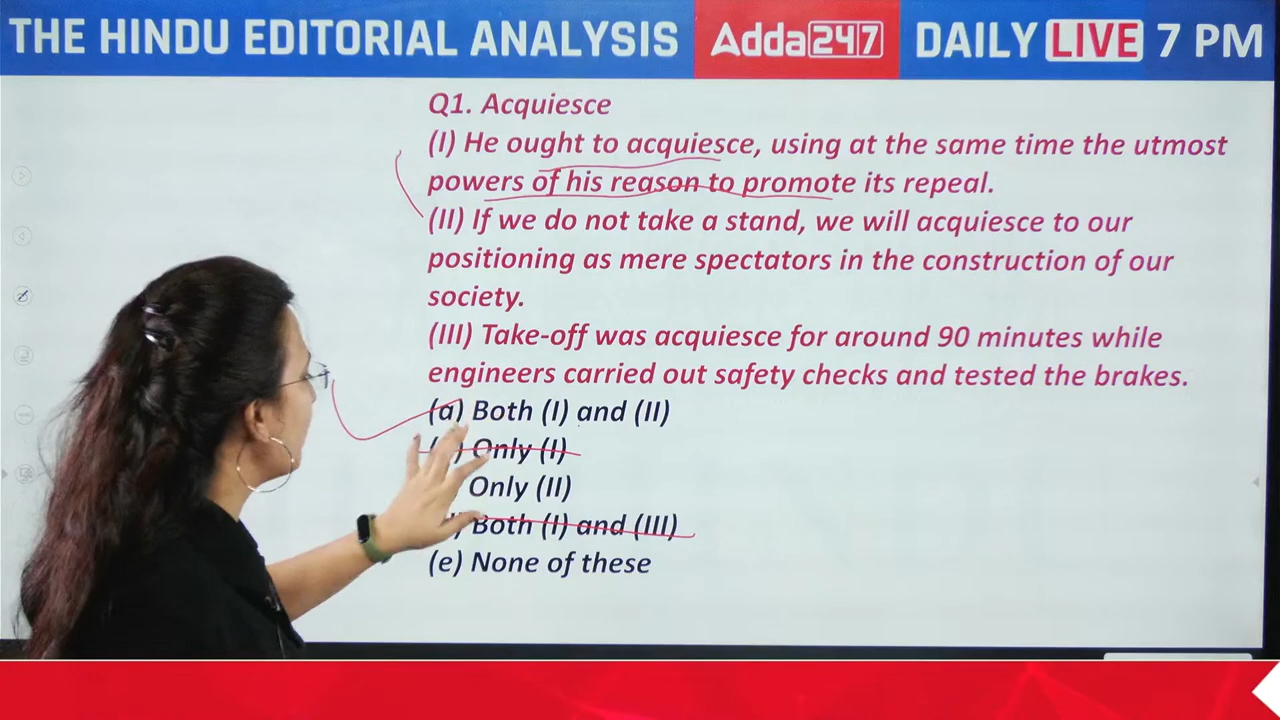 THE HINDU EDITORIAL ANALYSIS Adda247 DAILY LIVE 7 PM
Q1. Acquiesce
(I) He ought to acquiesce, using at the same time the utmost
powers of his reason to promote its repeal.
(II) If we do not take a stand, we will acquiesce to our
positioning as mere spectators in the construction of our
society.
(III) Take-off was acquiesce for around 90 minutes while
engineers carried out safety checks and tested the brakes.
(a) Both (I) and (II)
Only (I)
Only (II)
Both (I) and (III)
(e) None of these